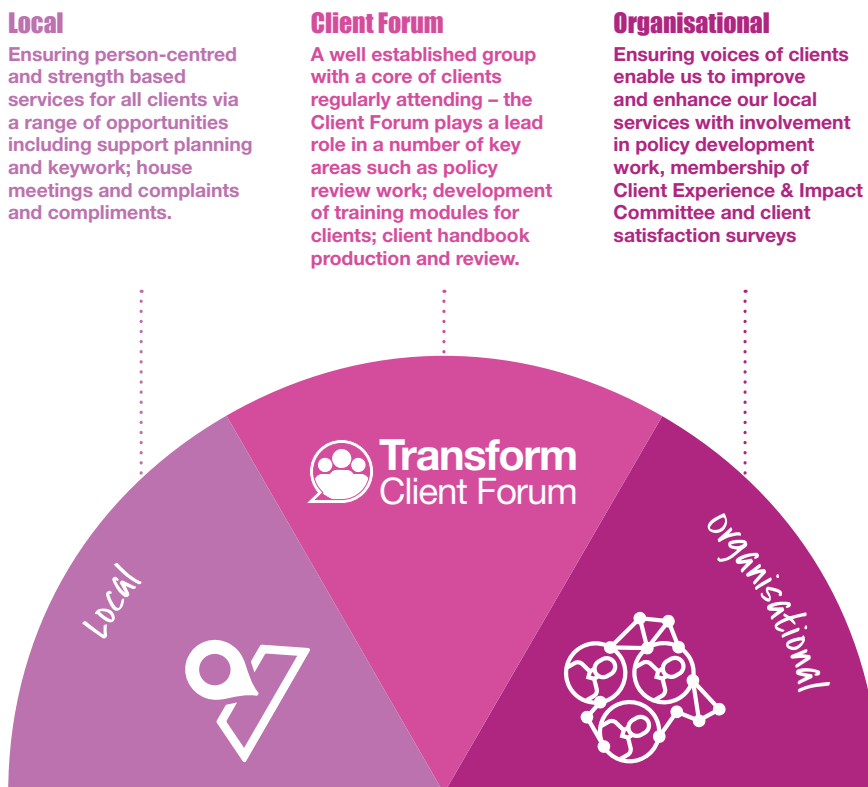 Local
Ensuring person-centred
and strength based
services for all clients via
a range of opportunities
including support planning
and keywork; house
meetings and complaints
and compliments.
Client Forum
A well established group
with a core of clients
regularly attending – the
Client Forum plays a lead
role in a number of key
areas such as policy
review work; development
of training modules for
clients; client handbook
production and review.
Organisational
Ensuring voices of clients
enable us to improve
and enhance our local
services with involvement
in policy development
work, membership of
Client Experience & Impact
Committee and client
satisfaction surveys
Transform
Client Forum
Local
Organisational